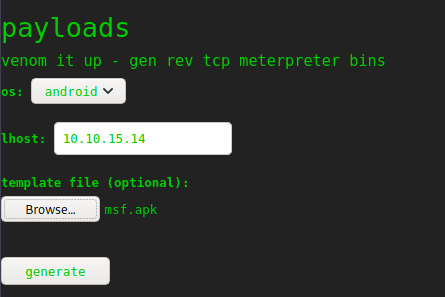 payloads
venom it up - gen rev tcp meterpreter bins
os: android
lhost: 10.10.15.14
template file (optional):
Browse... msf.apk
generate